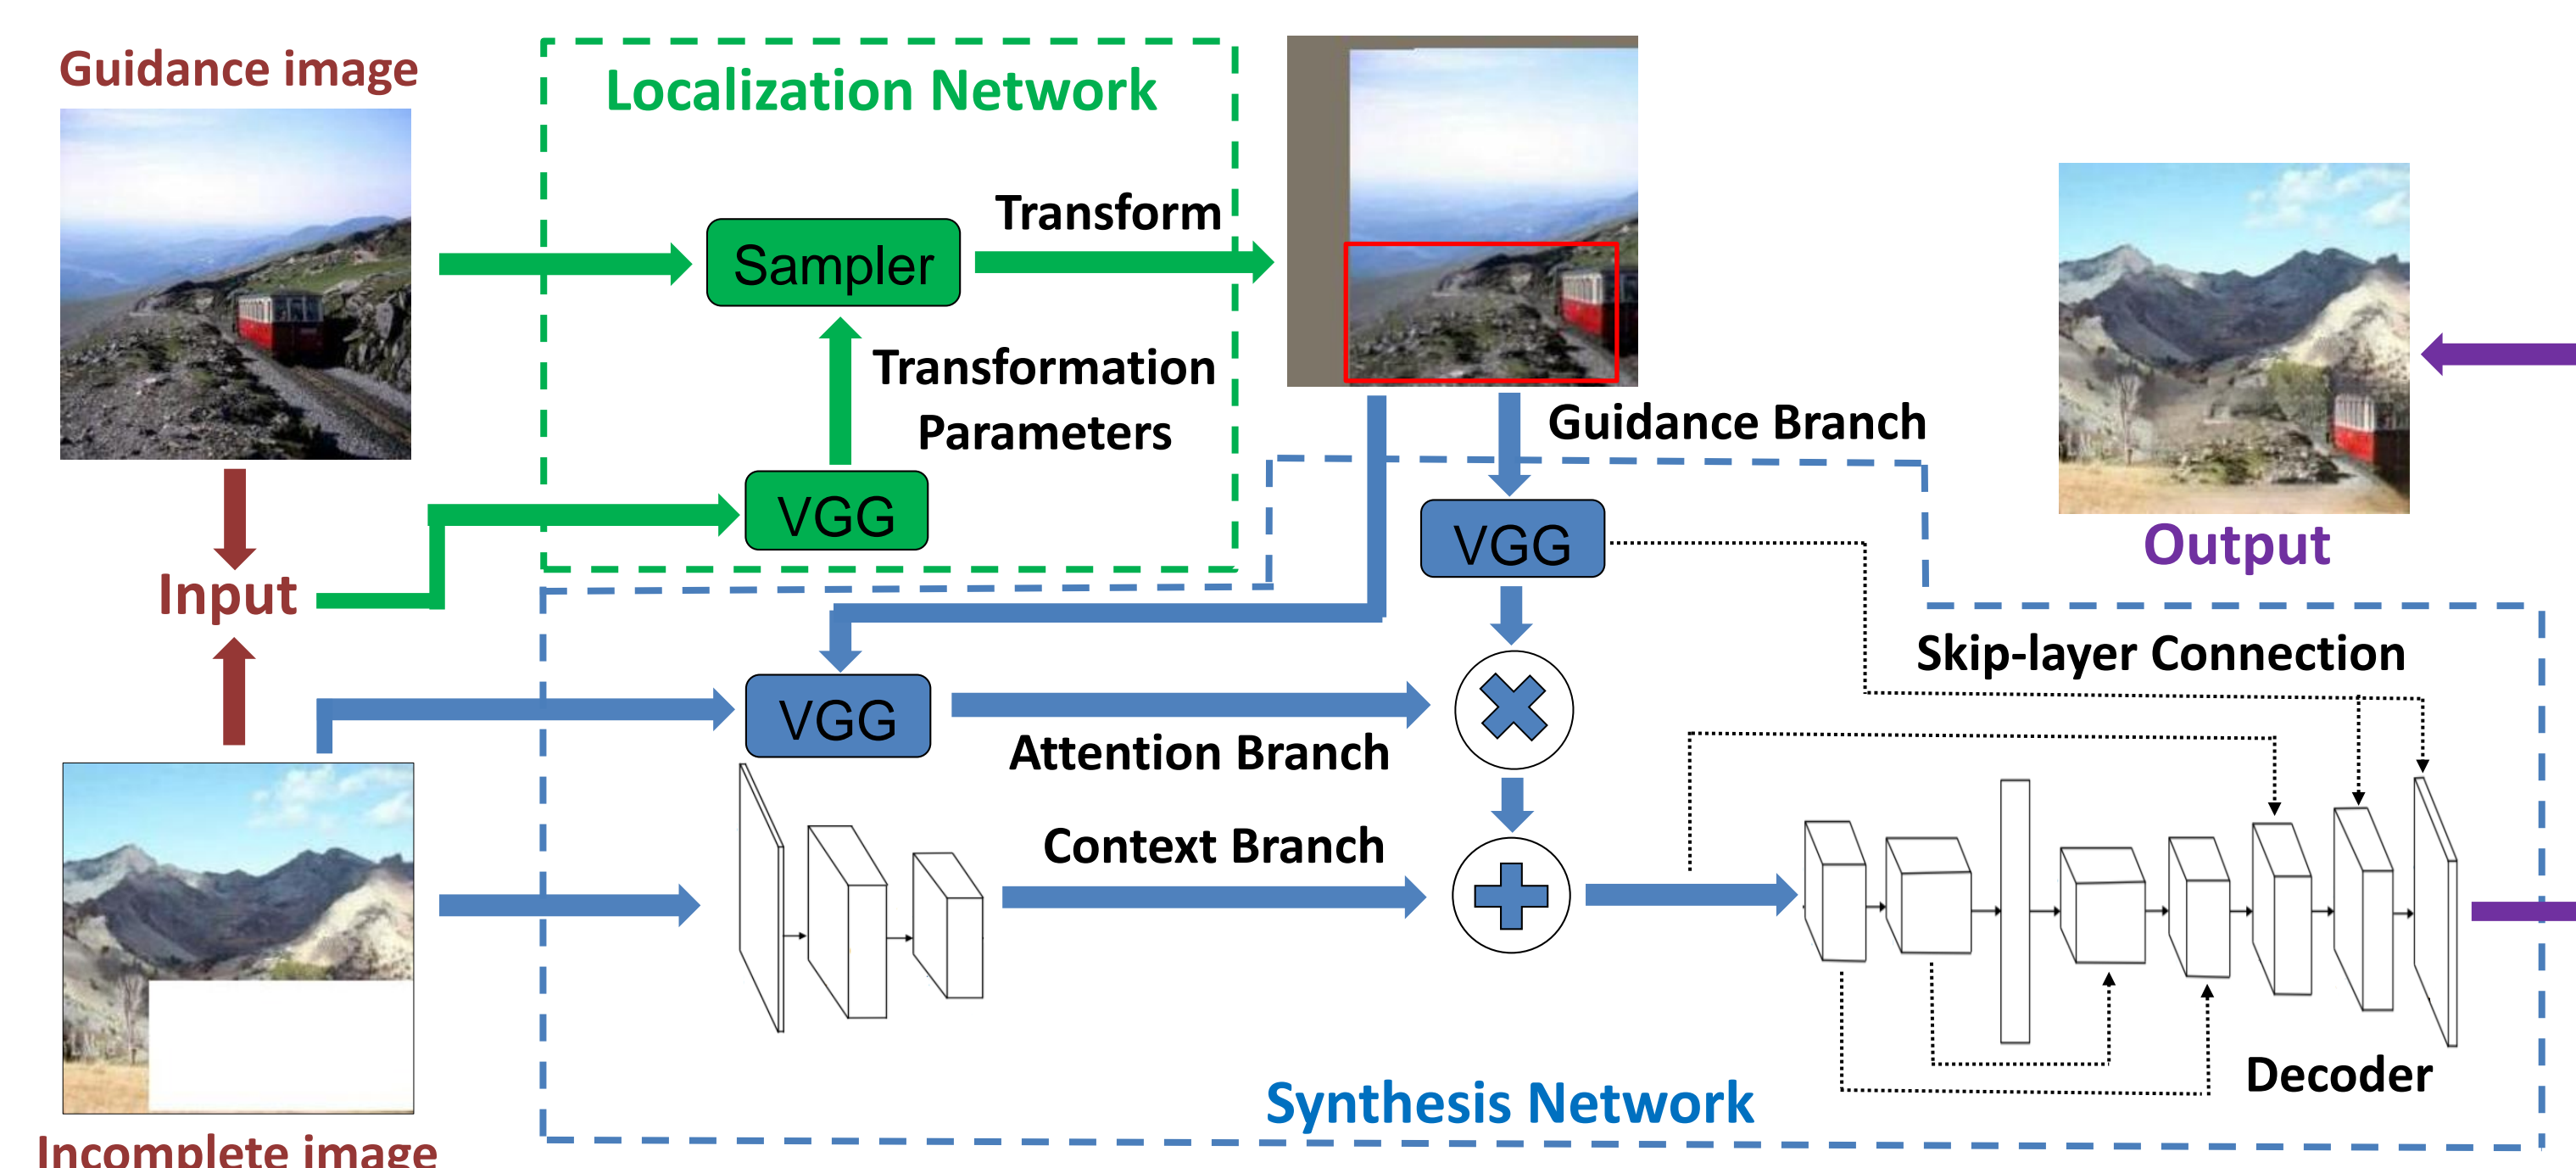 Guidance image
Localization Network
Transform
Sampler
Transformation
Parameters
VGG
Guidance Branch
VGG
Output
Input
Skip-layer Connection
VGG
Attention Branch
Context Branch
Decoder
Synthesis Network
Incomplete image